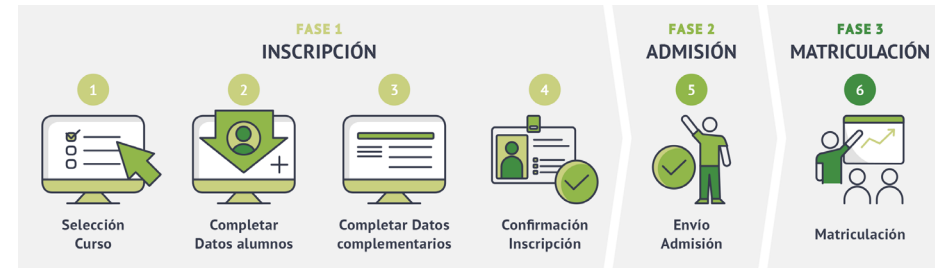 FASE 1
INSCRIPCIÓN
FASE 2
ADMISIÓN
FASE 3
MATRICULACIÓN
1
2
3
4
5
6
Selección
Curso
Completar
Datos alumnos
Completar Datos
complementarios
Confirmación
Inscripción
Envío
Admisión
Matriculación